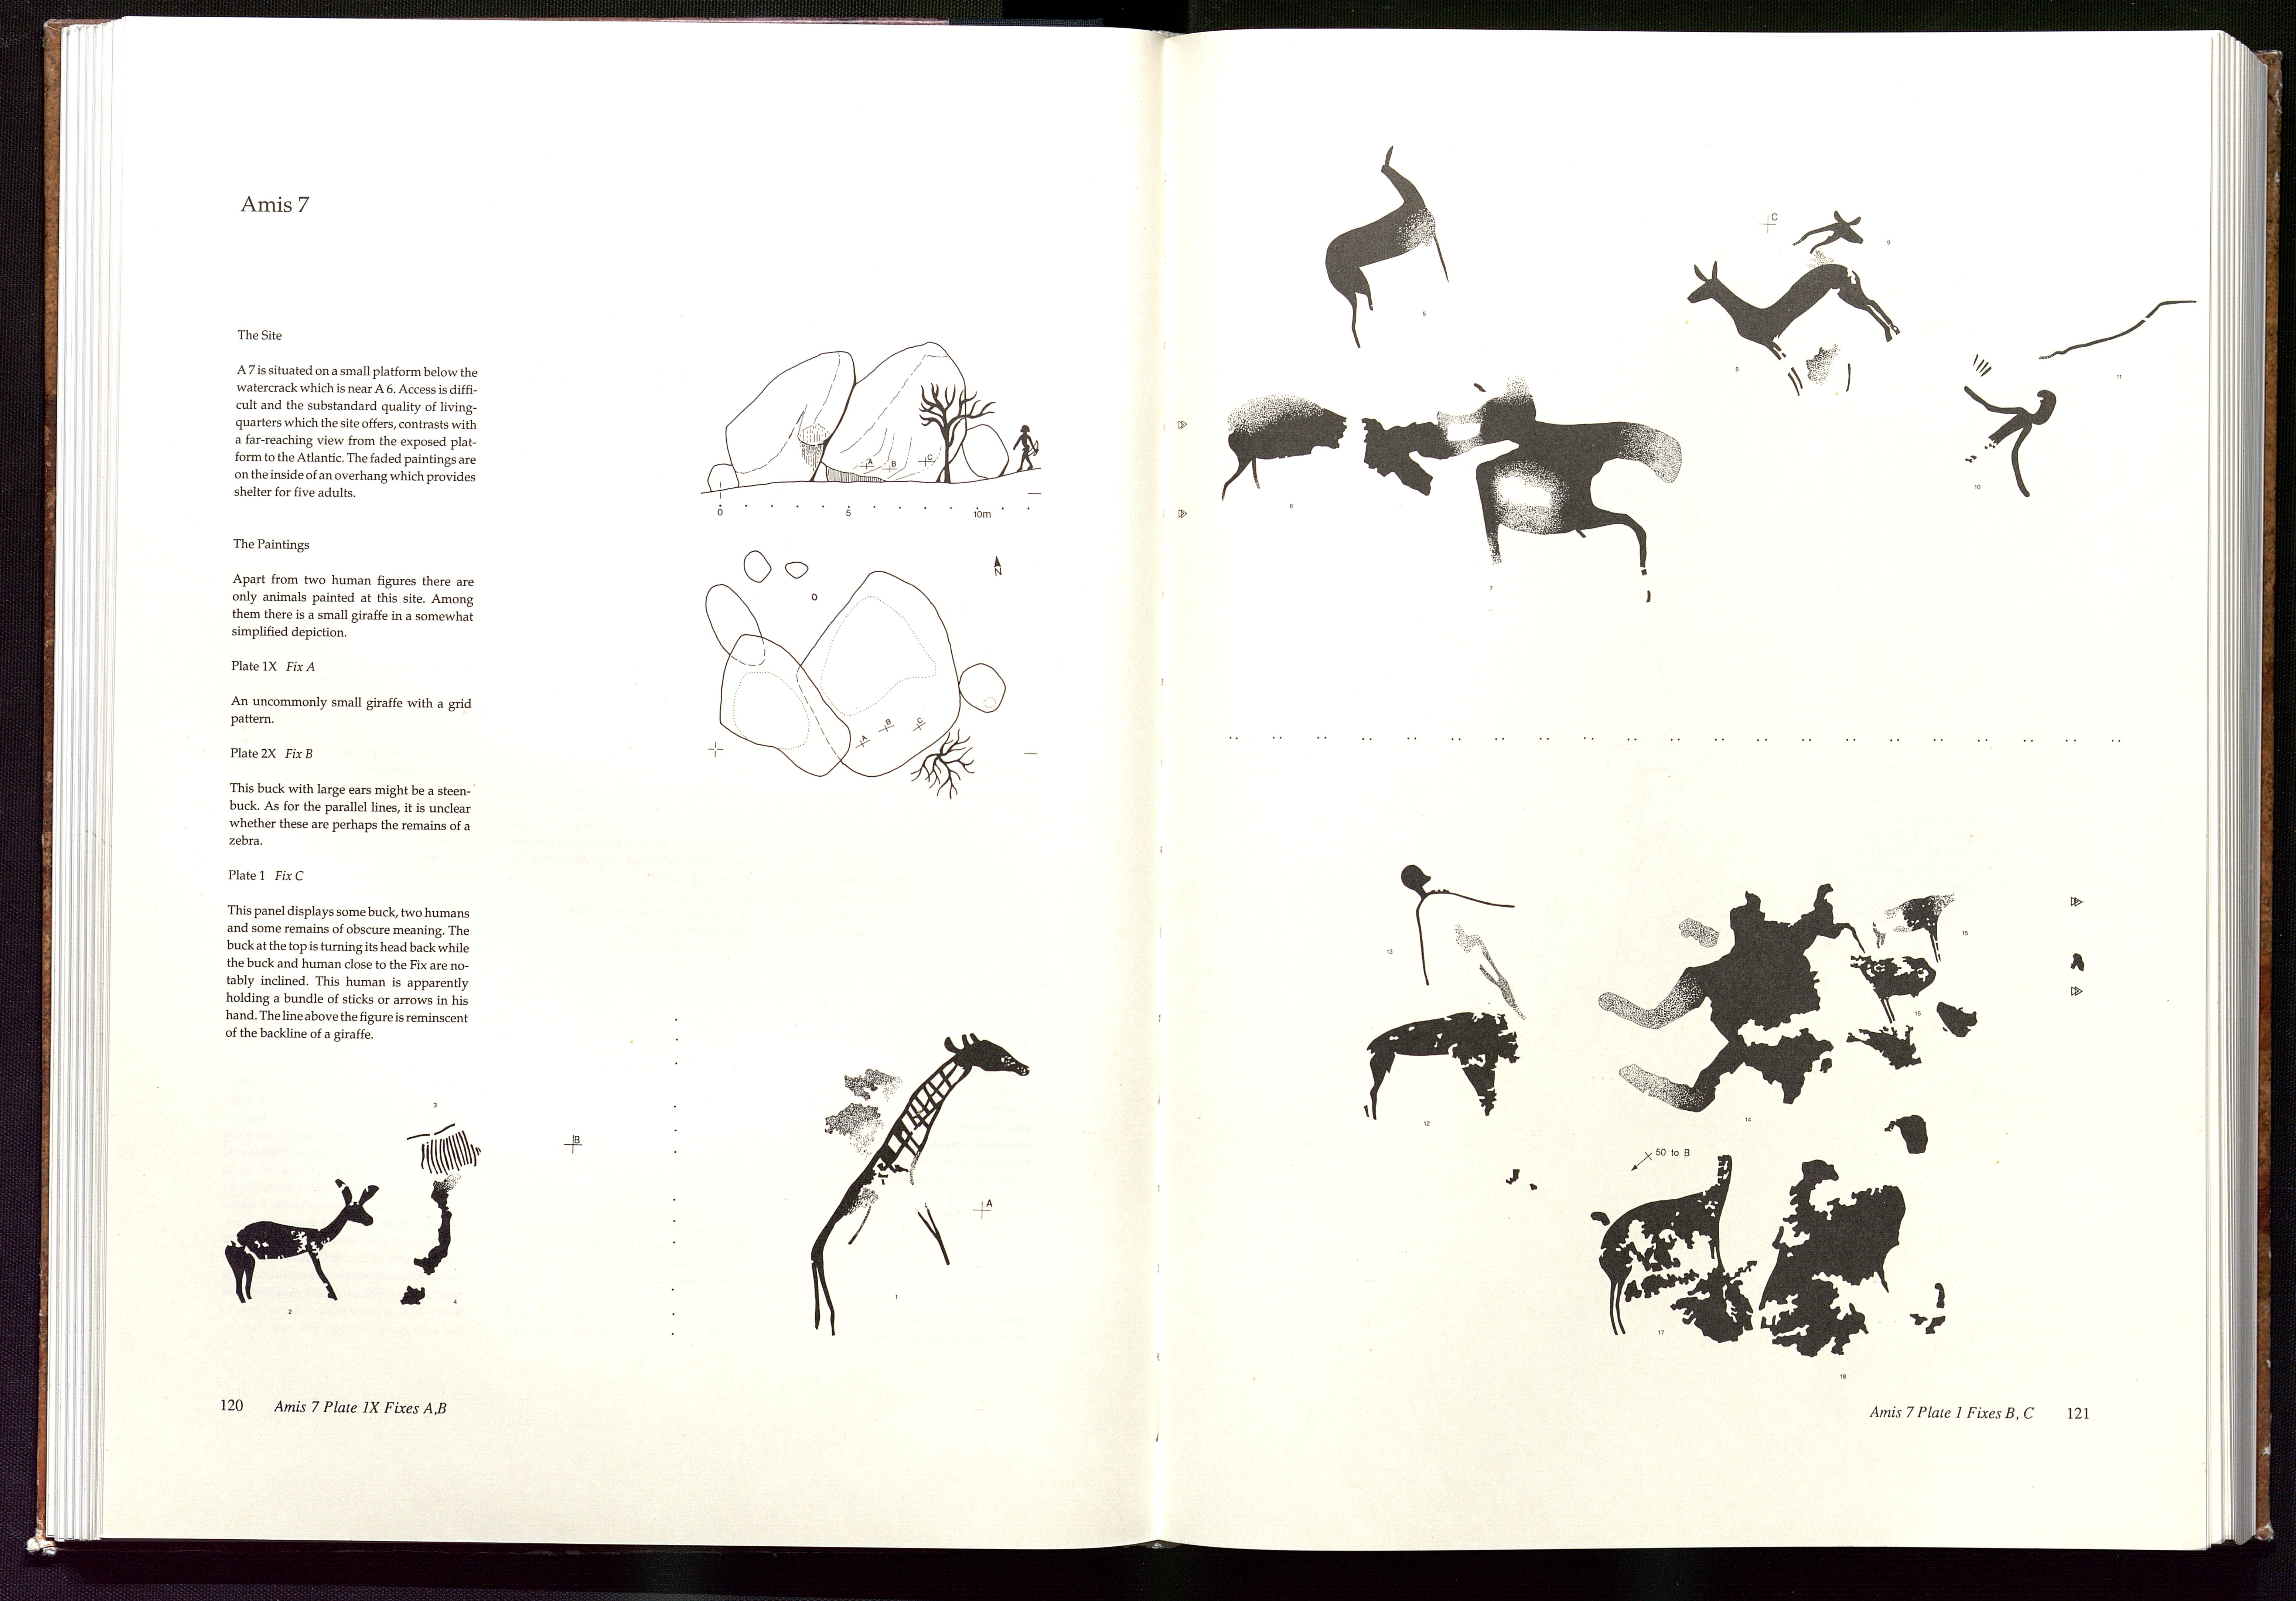 Amis 7
The Site
A 7 is situated on a small platform below the
watercrack which is near A 6. Access is diffi-
cult and the substandard quality of living-
quarters which the site offers, contrasts with
a far-reaching view from the exposed plat-
form to the Atlantic. The faded paintings are
on the inside of an overhang which provides
shelter for five adults.
The Paintings
Apart from two human figures there are
only animals painted at this site. Among
them there is a small giraffe in a somewhat
simplified depiction.
Plate 1X Fix A
An uncommonly small giraffe with a grid
pattern.
Plate 2X Fix B
This buck with large ears might be a steen-
buck. As for the parallel lines, it is unclear
whether these are perhaps the remains of a
zebra.
Plate 1 Fix C
This panel displays some buck, two humans
and some remains of obscure meaning. The
buck at the top is turning its head back while
the buck and human close to the Fix are no-
tably inclined. This human is apparently
holding a bundle of sticks or arrows in his
hand. The line above the figure is reminscent
of the backline of a giraffe.
A B C
0 5 10m
N
A B C
3
B
2
4
A
1
120 Amis 7 Plate 1X Fixes A,B
C
9
5
8
11
10
6
7
13
15
16
12
14
50 to B
17
18
Amis 7 Plate 1 Fixes B, C 121